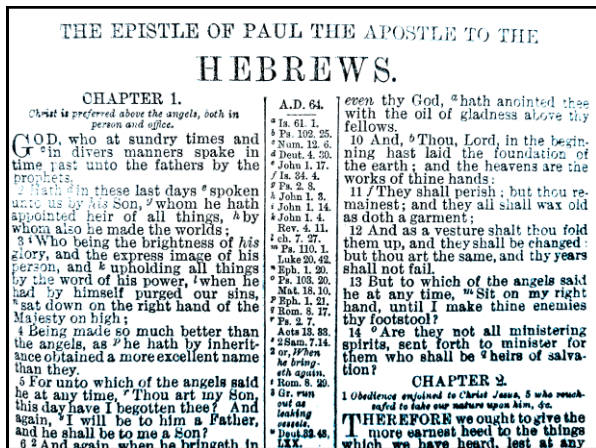 THE EPISTLE OF PAUL THE APOSTLE TO THE
HEBREWS.
CHAPTER 1.
Christ is preferred above the angels, both in
person and office.
GOD, who at sundry times and
in divers manners spake in
time past unto the fathers by the
prophets.
2 Hath d in these last days e spoken
unto us by his Son, g whom he hath
appointed heir of all things, h by
whom also he made the worlds;
3 i Who being the brightness of his
glory, and the express image of his
person, and k upholding all things
by the word of his power, l when he
had by himself purged our sins,
n sat down on the right hand of the
Majesty on high;
4 Being made so much better than
the angels, as p he hath by inherit-
ance obtained a more excellent name
than they.
5 For unto which of the angels said
he at any time, r Thou art my Son,
this day have I begotten thee? And
again, s I will be to him a Father,
and he shall be to me a Son?
6 2 And again, when he bringeth in
A.D. 64.
a Is. 61. 1.
b Ps. 102. 25.
c Num. 12. 6.
d Deut. 4. 30.
e John 1. 17.
f Is. 34. 4.
g Ps. 2. 8.
h John 1. 3.
i John 1. 14.
k John 1. 4.
Rev. 4. 11.
l ch. 7. 27.
m Ps. 110. 1.
Luke 20. 42.
n Eph. 1. 20.
o Ps. 103. 20.
Mat. 18. 10.
p Eph. 1. 21.
q Rom. 8. 17.
r Ps. 2. 7.
Acts 13. 33.
s 2 Sam. 7. 14.
2 or, When
he bring-
eth again.
t Rom. 8. 29.
3 Gr. run
out as
leaking
vessels.
u Deut. 32. 43,
LXX.
even thy God, a hath anointed thee
with the oil of gladness above thy
fellows.
10 And, b Thou, Lord, in the begin-
ning hast laid the foundation of
the earth; and the heavens are the
works of thine hands:
11 f They shall perish; but thou re-
mainest; and they all shall wax old
as doth a garment;
12 And as a vesture shalt thou fold
them up, and they shall be changed:
but thou art the same, and thy years
shall not fail.
13 But to which of the angels said
he at any time, m Sit on my right
hand, until I make thine enemies
thy footstool?
14 o Are they not all ministering
spirits, sent forth to minister for
them who shall be q heirs of salva-
tion?
CHAPTER 2.
1 Obedience enjoined to Christ Jesus, 5 who vouch-
safed to take our nature upon him, &c.
THEREFORE we ought to give the
more earnest heed to the things
which we have heard, lest at any